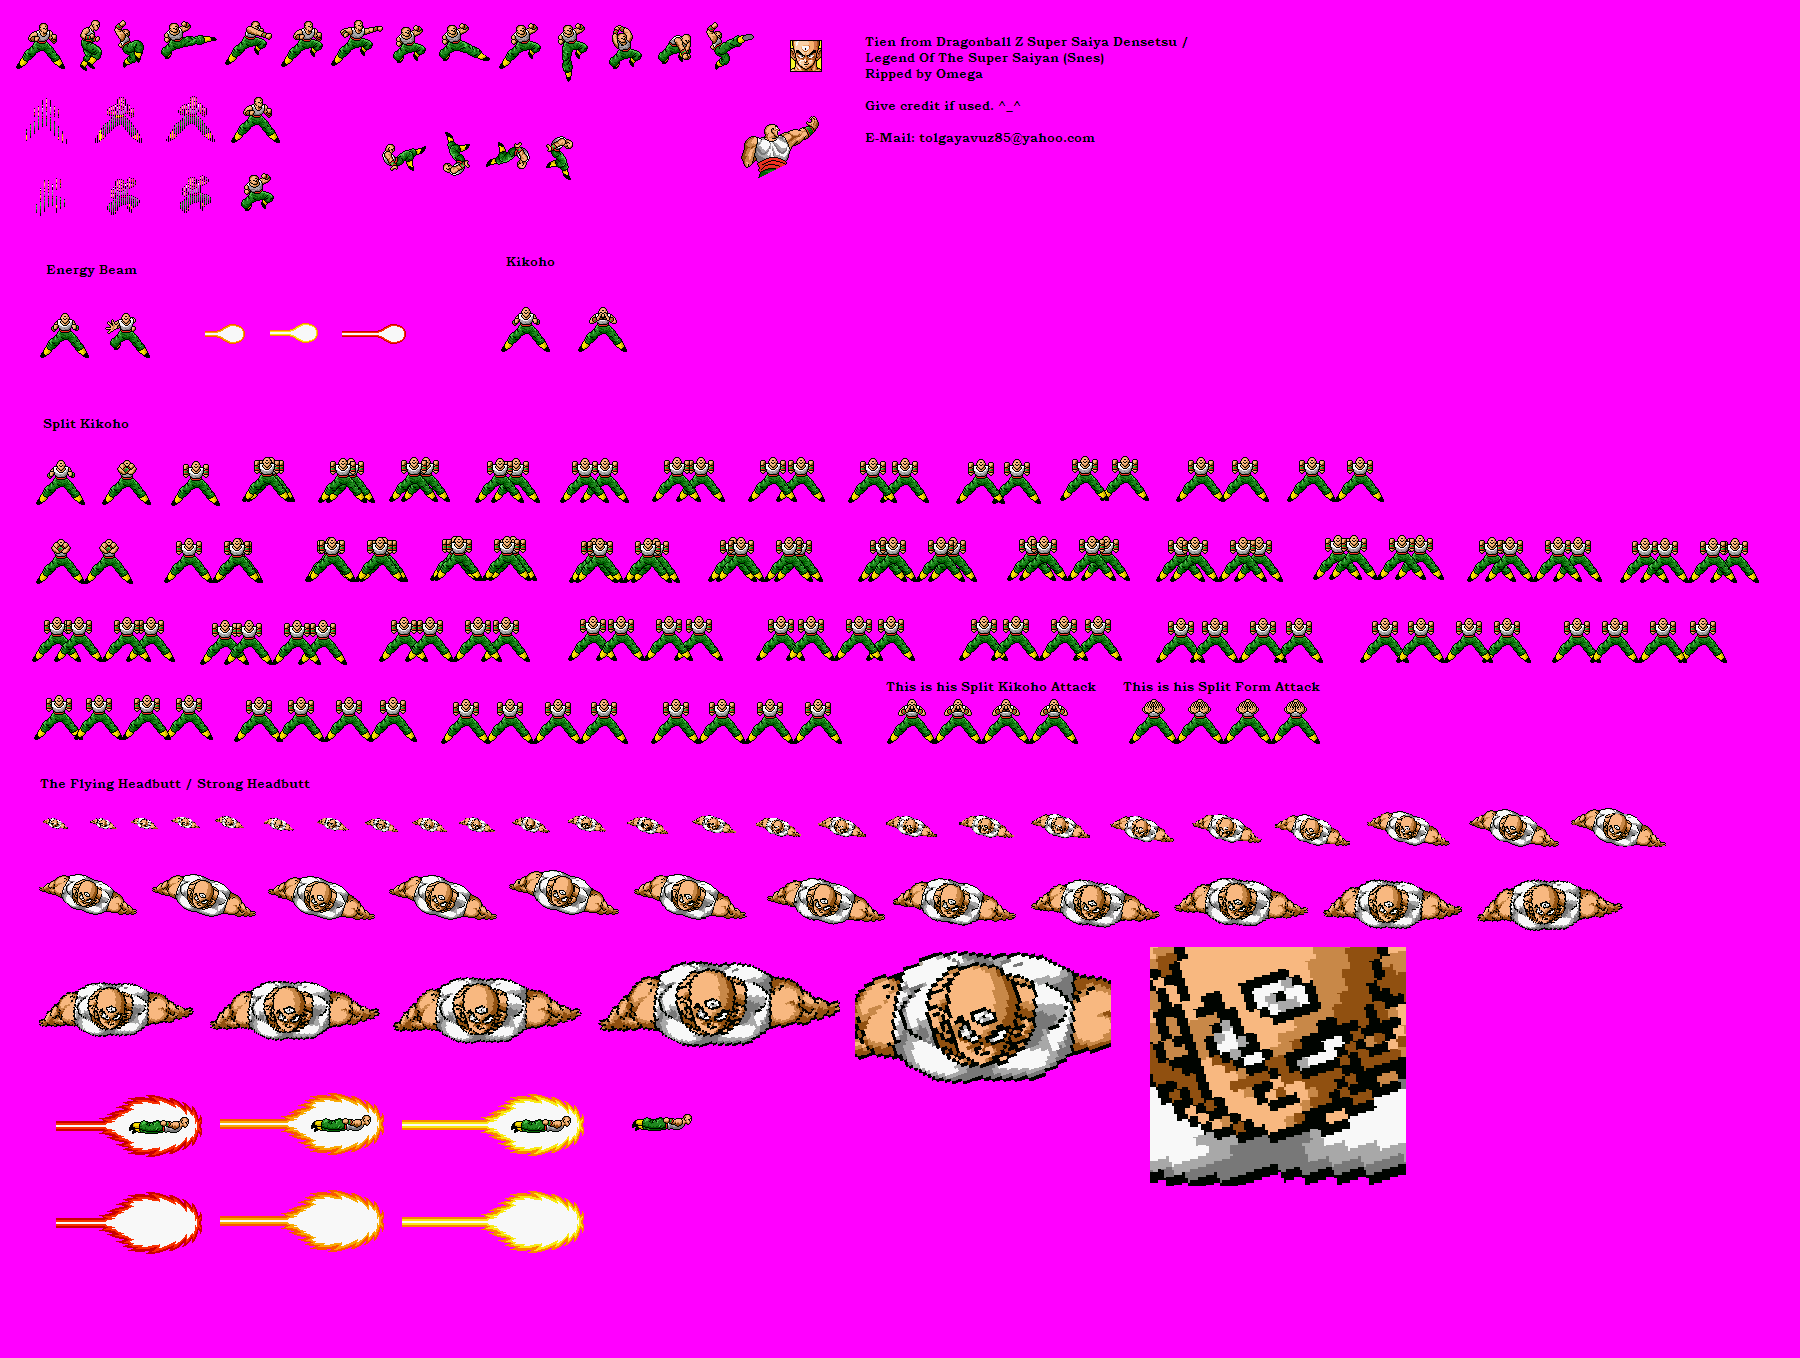 Tien from Dragonball Z Super Saiya Densetsu /
Legend Of The Super Saiyan (Snes)
Ripped by Omega
Give credit if used. ^_^
E-Mail: tolgayavuz85@yahoo.com
Energy Beam
Kikoho
Split Kikoho
This is his Split Kikoho Attack
This is his Split Form Attack
The Flying Headbutt / Strong Headbutt